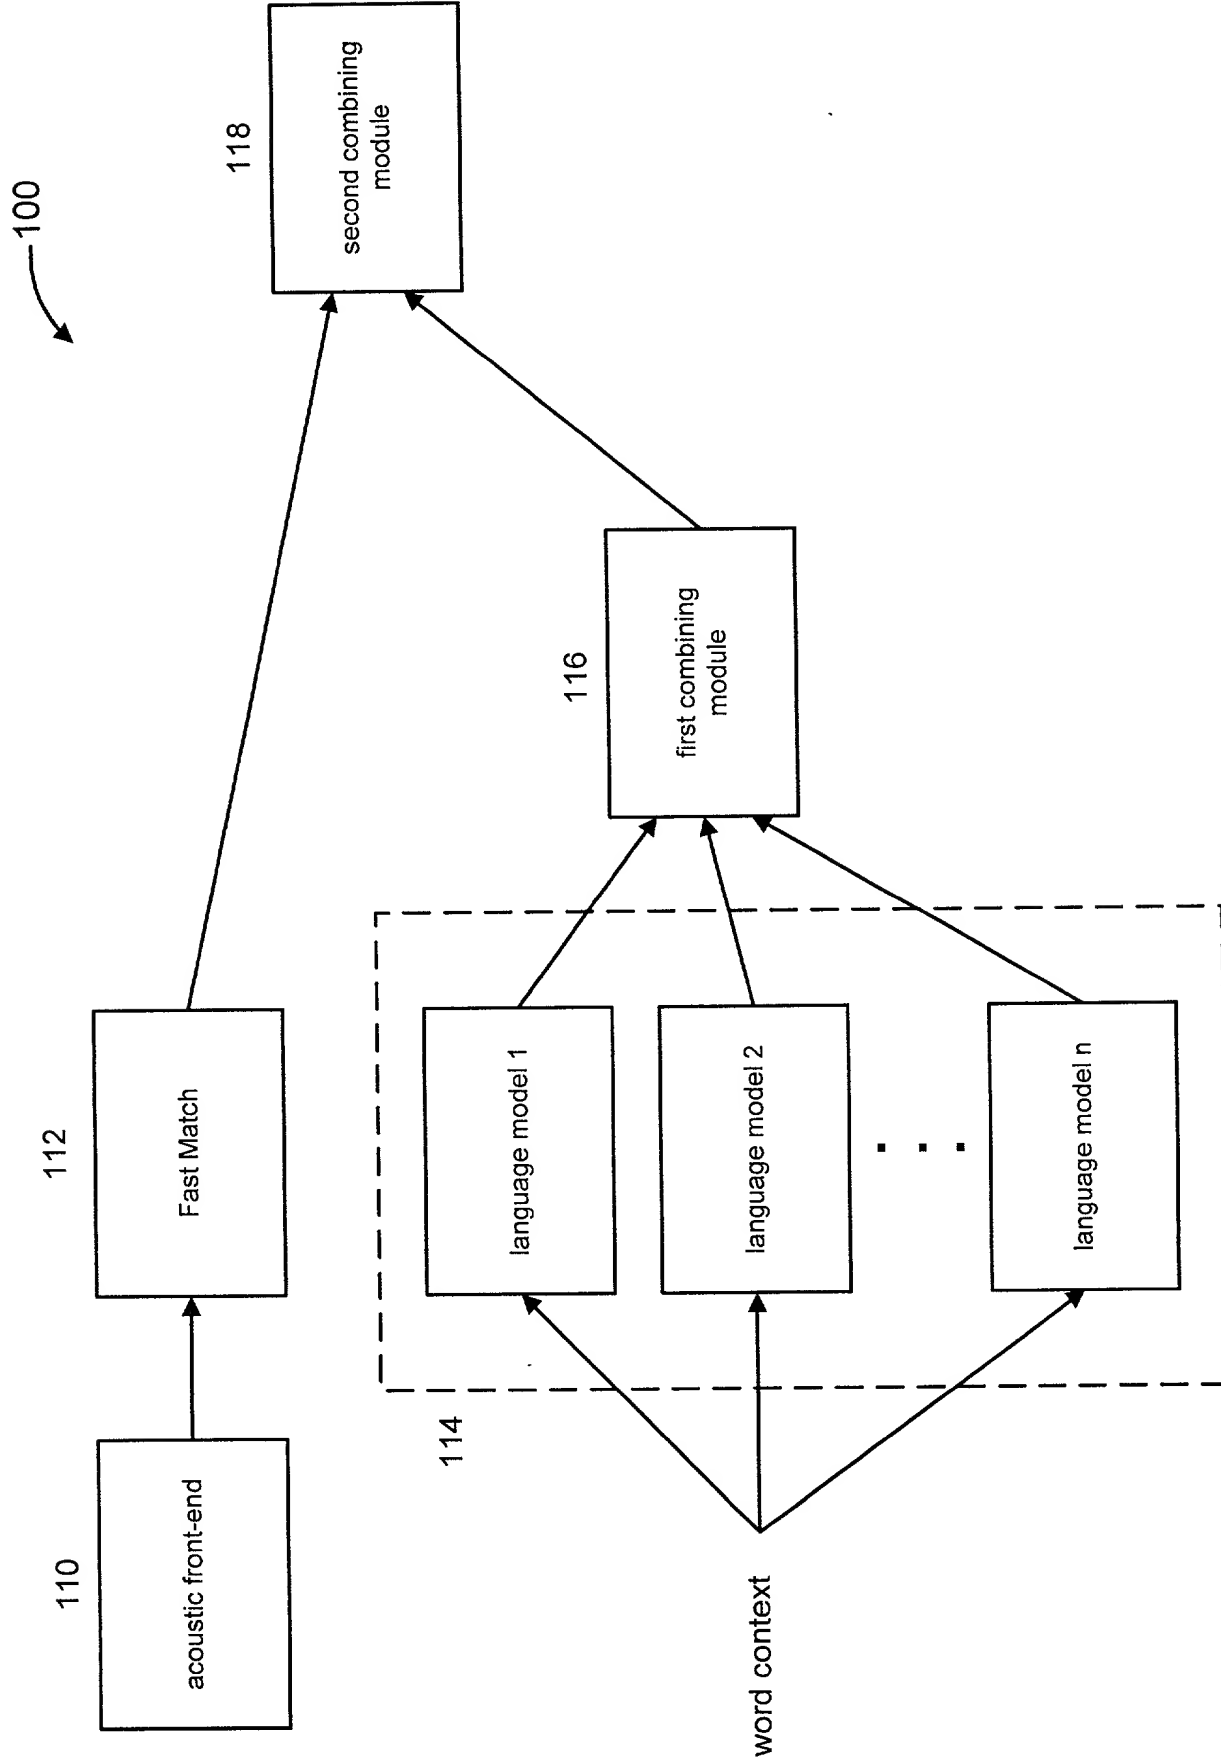 100
110
acoustic front-end
112
Fast Match
118
second combining
module
114
language model 1
language model 2
. . .
language model n
116
first combining
module
word context